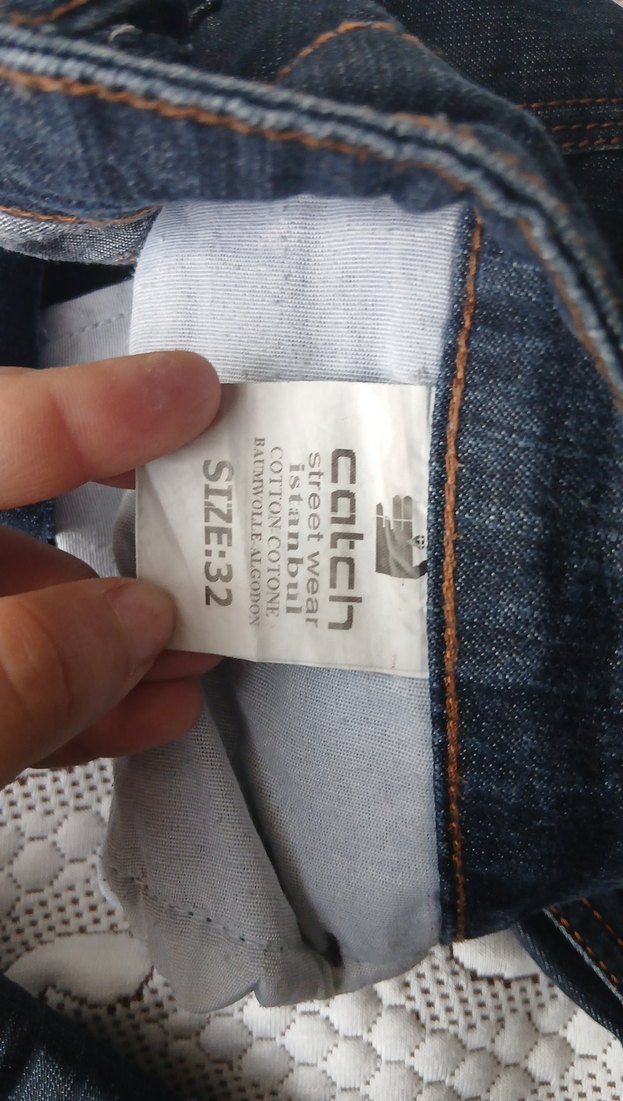 catch
street wear
istanbul
COTTON COTONE
BAUMWOLLE ALGODON
SIZE:32